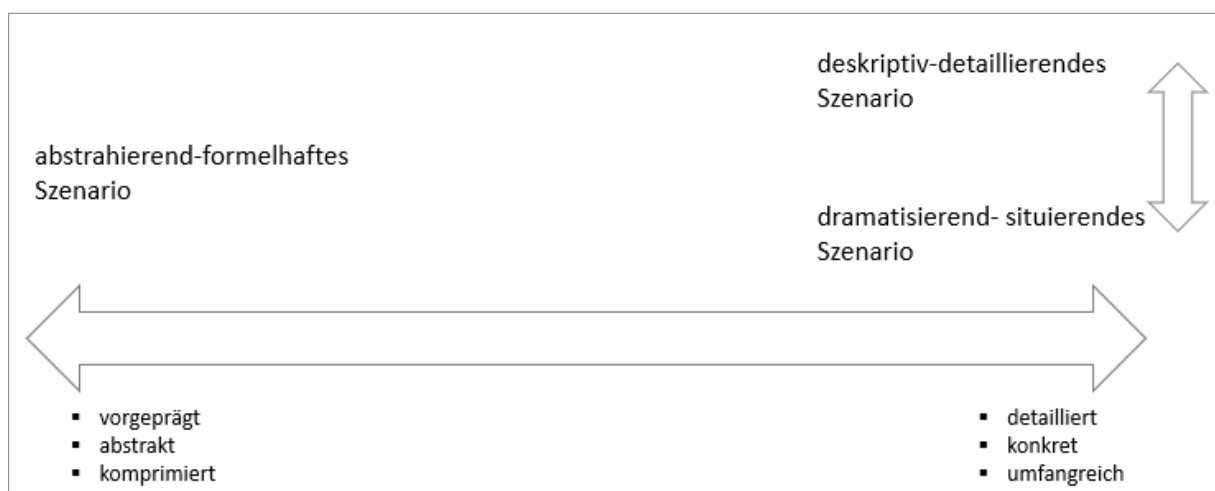 deskriptiv-detaillierendes
Szenario
abstrahierend-formelhaftes
Szenario
dramatisierend- situierendes
Szenario
▪ vorgeprägt
▪ abstrakt
▪ komprimiert
▪ detailliert
▪ konkret
▪ umfangreich